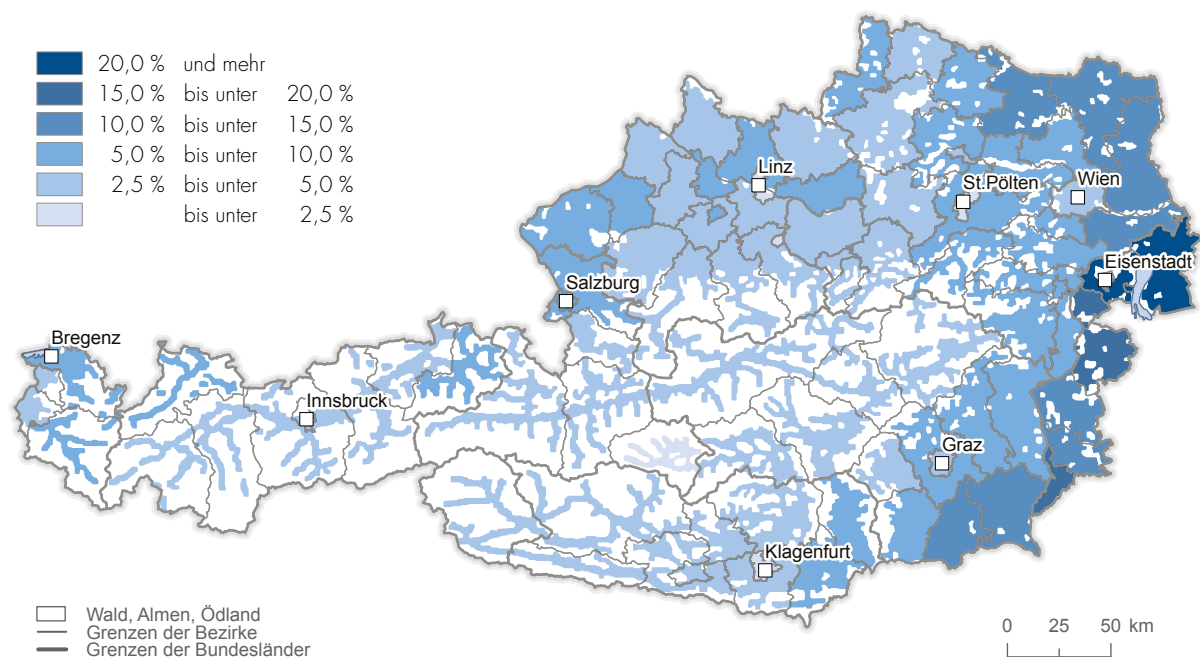 20,0 % und mehr
15,0 % bis unter 20,0 %
10,0 % bis unter 15,0 %
5,0 % bis unter 10,0 %
2,5 % bis unter 5,0 %
bis unter 2,5 %
Linz
St.Pölten
Wien
Eisenstadt
Salzburg
Bregenz
Innsbruck
Graz
Klagenfurt
Wald, Almen, Ödland
Grenzen der Bezirke
Grenzen der Bundesländer
0 25 50 km